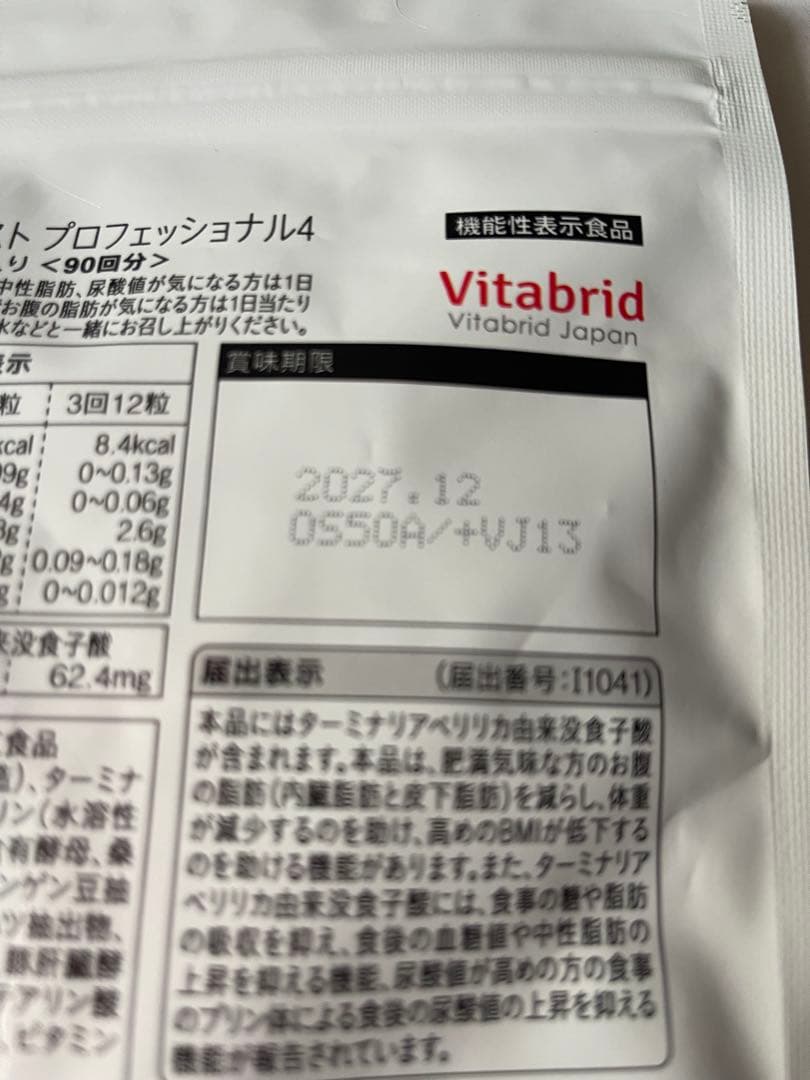 スト プロフェッショナル4
り <90回分>
中性脂肪、尿酸値が気になる方は1日
お腹の脂肪が気になる方は1日当たり
水などと一緒にお召し上がりください。
機能性表示食品
Vitabrid
Vitabrid Japan
表示
粒 3回12粒
kcal 8.4kcal
9g 0~0.13g
4g 0~0.06g
g 2.6g
g 0.09~0.18g
g 0~0.012g
来没食子酸
62.4mg
賞味期限
2027.12
0550A/+VJ13
届出表示 (届出番号:I1041)
本品にはターミナリアベリリカ由来没食子酸
が含まれます。本品は、肥満気味な方のお腹
の脂肪(内臓脂肪と皮下脂肪)を減らし、体重
が減少するのを助け、高めのBMIが低下する
のを助ける機能があります。また、ターミナリア
ベリリカ由来没食子酸には、食事の糖や脂肪
の吸収を抑え、食後の血糖値や中性脂肪の
上昇を抑える機能、尿酸値が高めの方の食事
のプリン体による食後の尿酸値の上昇を抑える
機能が報告されています。
食品
、ターミナ
リン(水溶性
有酵母、桑
ンゲン豆抽
ツ抽出物、
豚肝臓酵
テアリン酸
、ビタミン